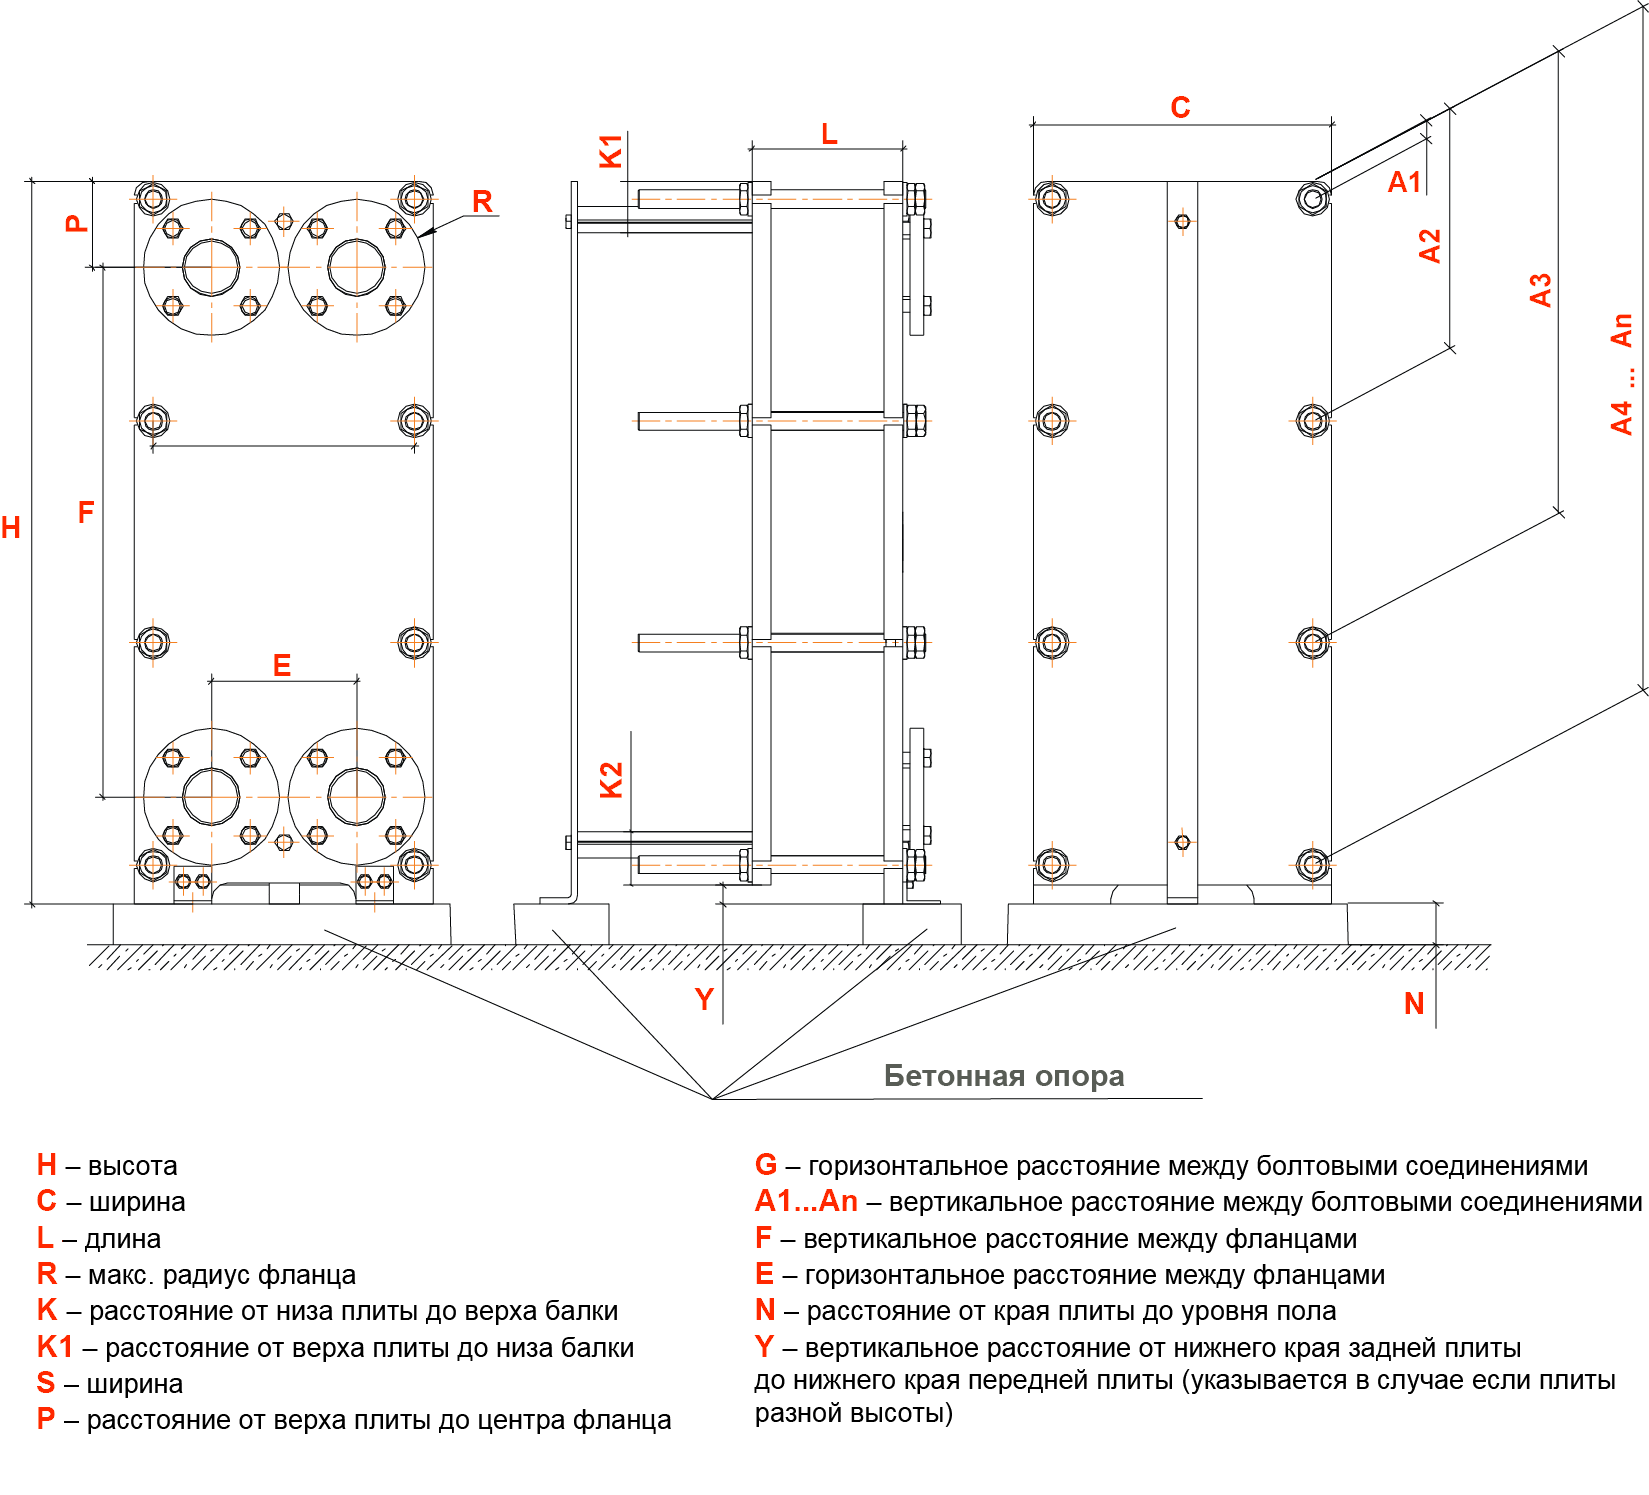 C
L
K1
A1
R
P
A2
A3
A4 ... An
F
H
E
K2
Y
N
Бетонная опора
H – высота
C – ширина
L – длина
R – макс. радиус фланца
K – расстояние от низа плиты до верха балки
K1 – расстояние от верха плиты до низа балки
S – ширина
P – расстояние от верха плиты до центра фланца
G – горизонтальное расстояние между болтовыми соединениями
A1...An – вертикальное расстояние между болтовыми соединениями
F – вертикальное расстояние между фланцами
E – горизонтальное расстояние между фланцами
N – расстояние от края плиты до уровня пола
Y – вертикальное расстояние от нижнего края задней плиты
до нижнего края передней плиты (указывается в случае если плиты
разной высоты)